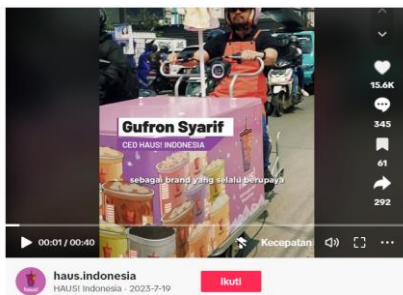 15.6K
Gufron Syarif
CEO HAUS! INDONESIA
345
sebagai brand yang selalu berupaya
61
292
00:01 / 00:40
Kecepatan
haus.indonesia
HAUS! Indonesia · 2023-7-19
Ikuti